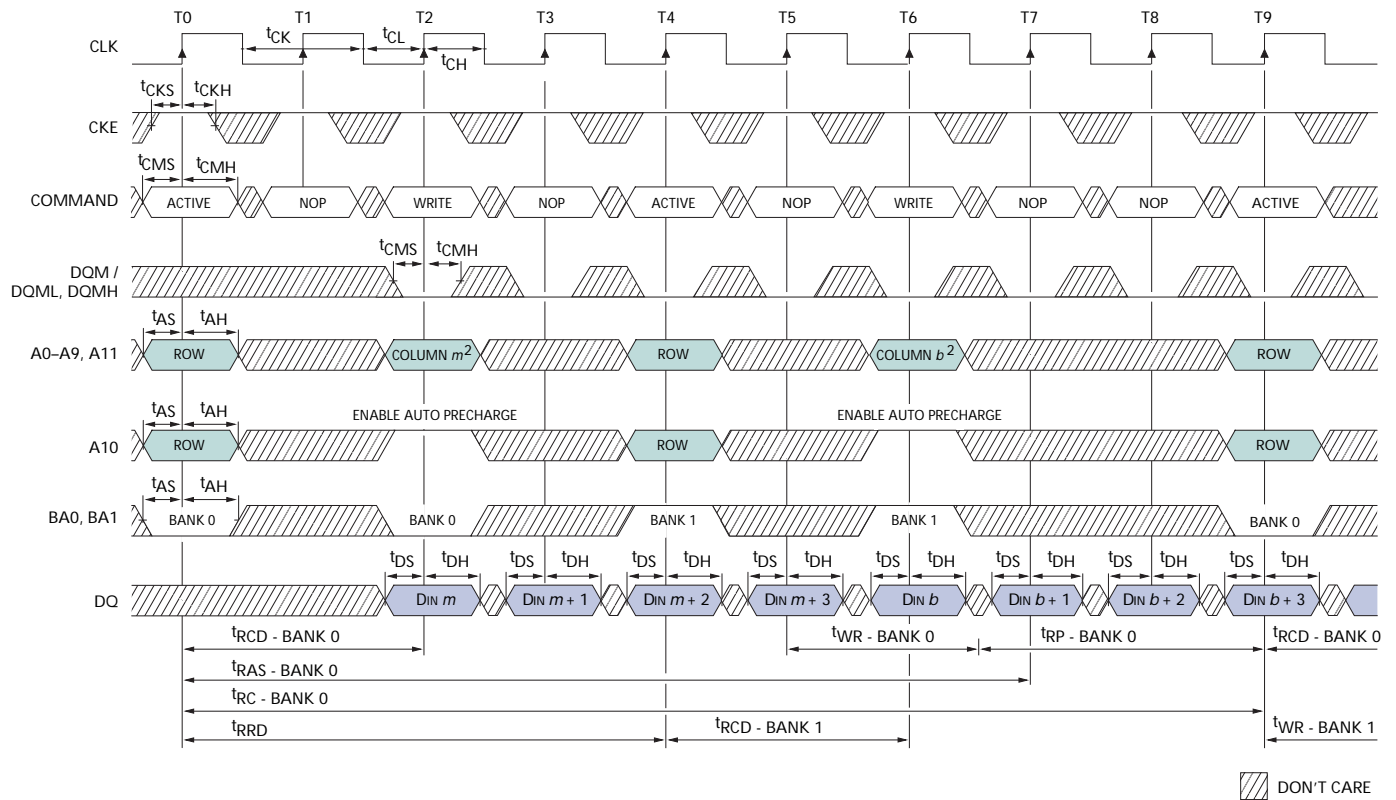 T0 T1 T2 T3 T4 T5 T6 T7 T8 T9
CLK tCK tCL tCH
tCKS tCKH
CKE
tCMS tCMH
COMMAND ACTIVE NOP WRITE NOP ACTIVE NOP WRITE NOP NOP ACTIVE
tCMS tCMH
DQM /
DQML, DQMH
tAS tAH
A0–A9, A11 ROW COLUMN m2 ROW COLUMN b2 ROW
tAS tAH ENABLE AUTO PRECHARGE ENABLE AUTO PRECHARGE
A10 ROW ROW ROW
tAS tAH
BA0, BA1 BANK 0 BANK 0 BANK 1 BANK 1 BANK 0
tDS tDH tDS tDH tDS tDH tDS tDH tDS tDH tDS tDH tDS tDH tDS tDH
DQ DIN m DIN m + 1 DIN m + 2 DIN m + 3 DIN b DIN b + 1 DIN b + 2 DIN b + 3
tRCD - BANK 0 tWR - BANK 0 tRP - BANK 0 tRCD - BANK 0
tRAS - BANK 0
tRC - BANK 0
tRRD tRCD - BANK 1 tWR - BANK 1
DON'T CARE